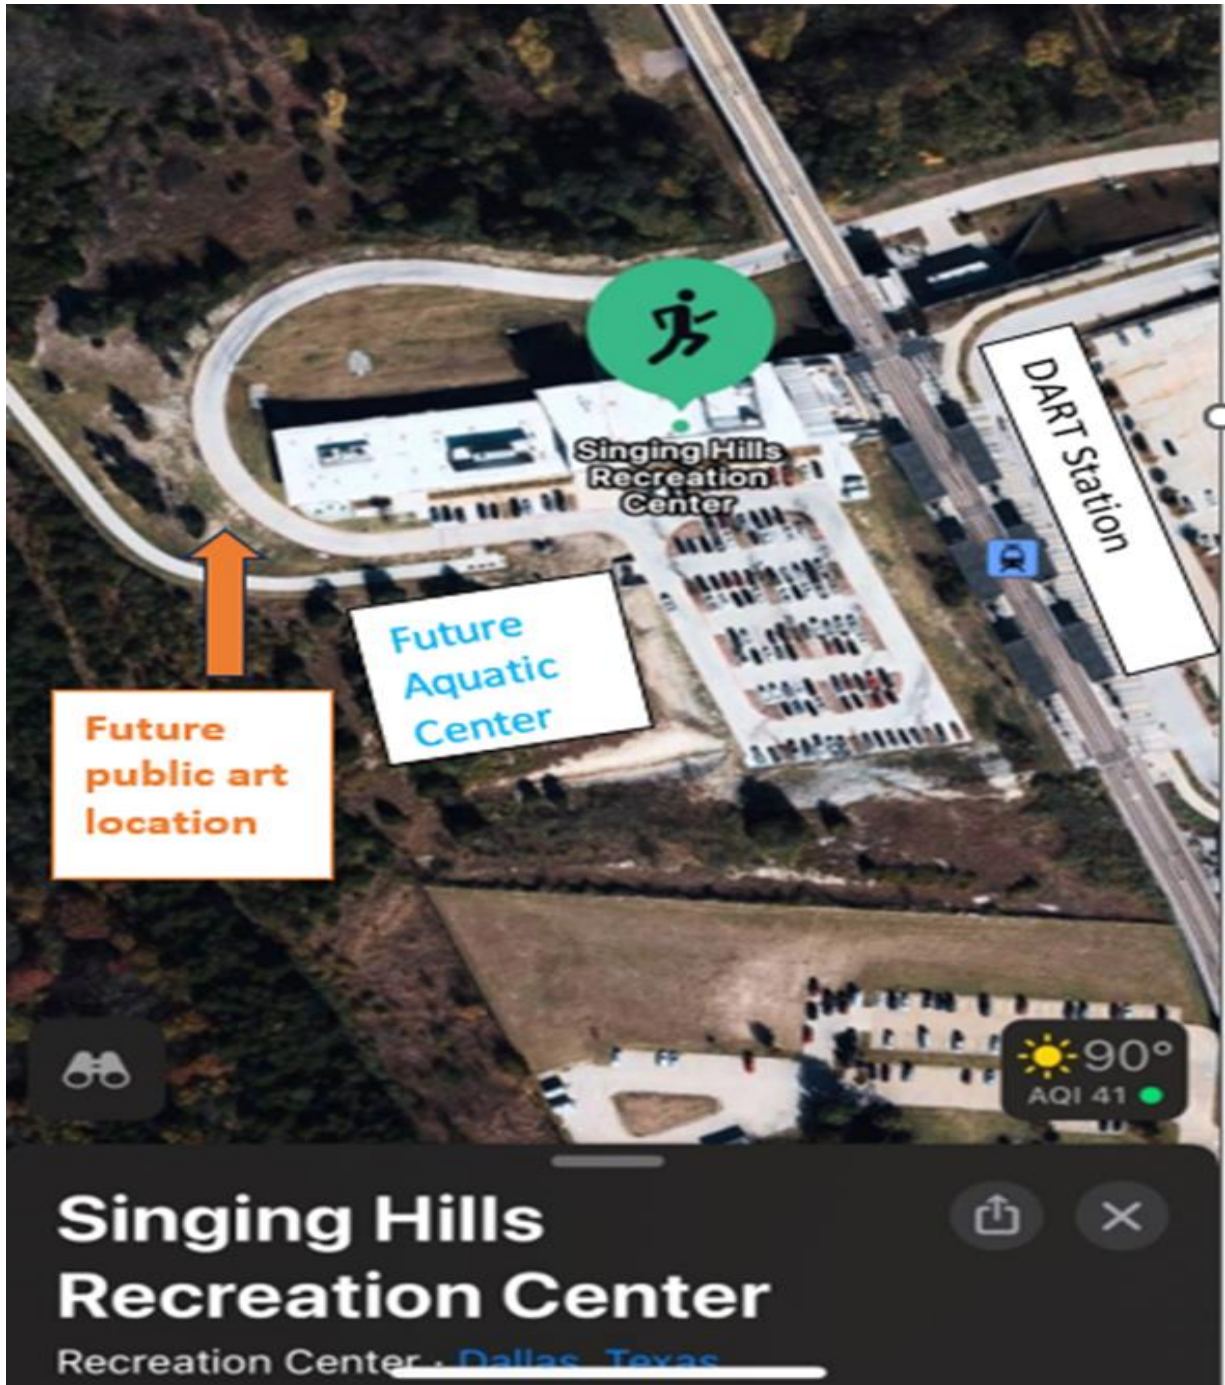 Singing Hills
Recreation
Center
DART Station
Future
Aquatic
Center
Future
public art
location
90°
AQI 41
Singing Hills
Recreation Center
Recreation Center · Dallas, Texas